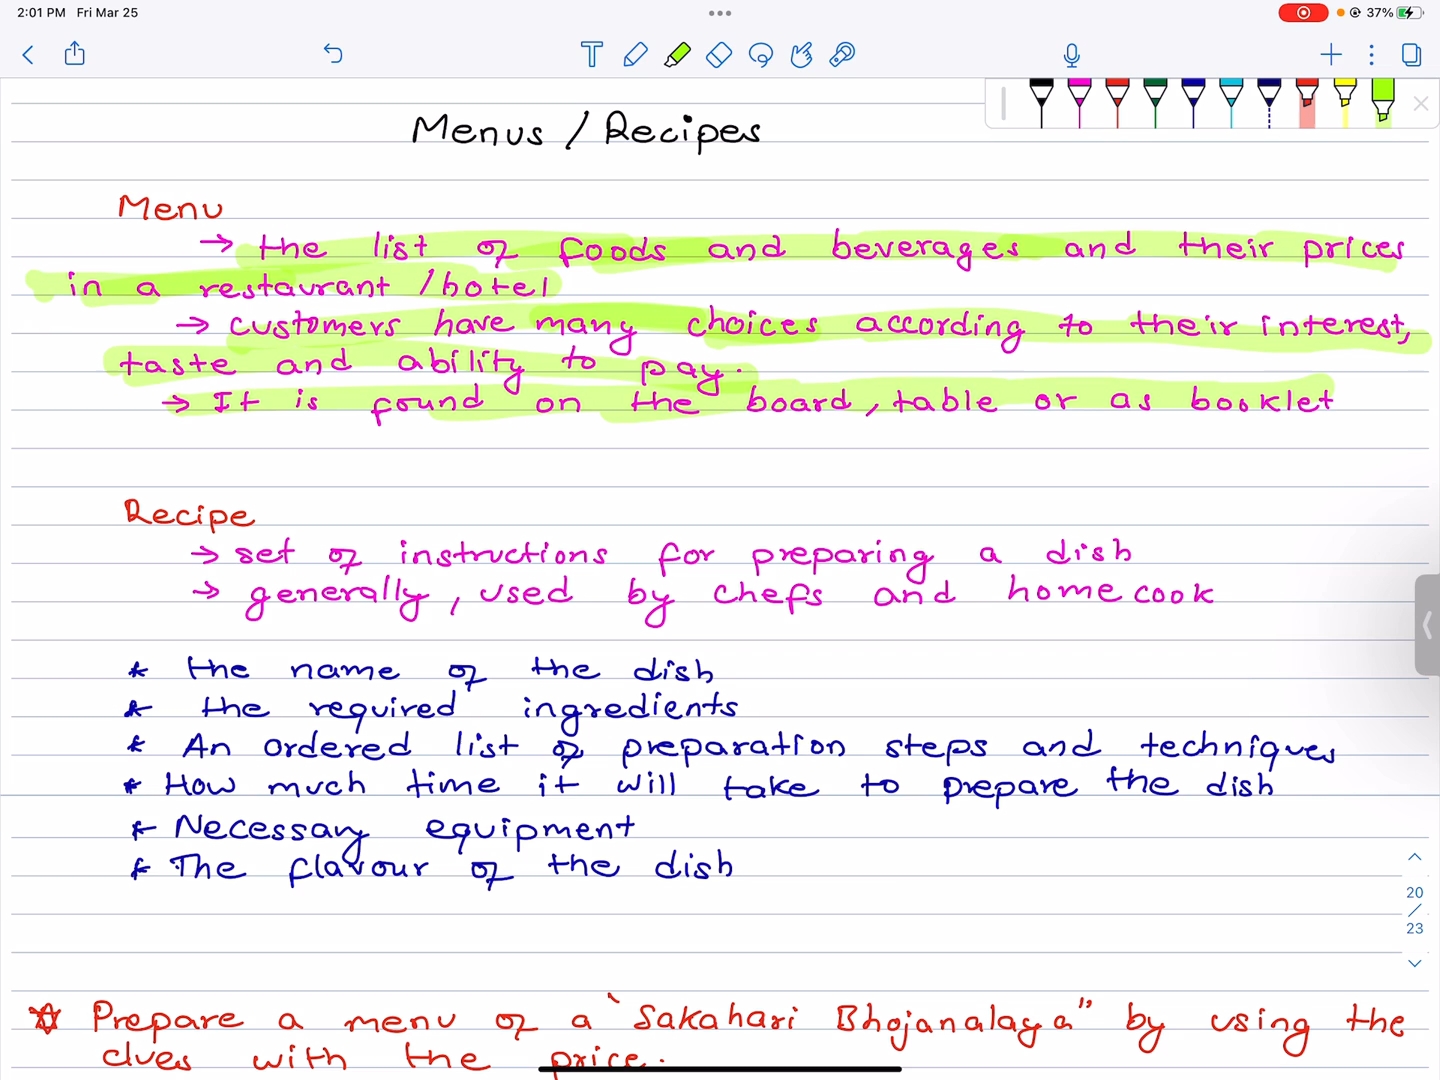 2:01 PM Fri Mar 25
37%
Menus / Recipes
Menu
→ the list of foods and beverages and their prices
in a restaurant / hotel
→ customers have many choices according to their interest,
taste and ability to pay.
→ It is found on the board, table or as booklet
Recipe
→ set of instructions for preparing a dish
→ generally, used by chefs and home cook
* the name of the dish
* the required ingredients
* An ordered list of preparation steps and techniques
* How much time it will take to prepare the dish
* Necessary equipment
* The flavour of the dish
20
/
23
☆ Prepare a menu of a "Sakahari Bhojanalaya" by using the
clues with the price.